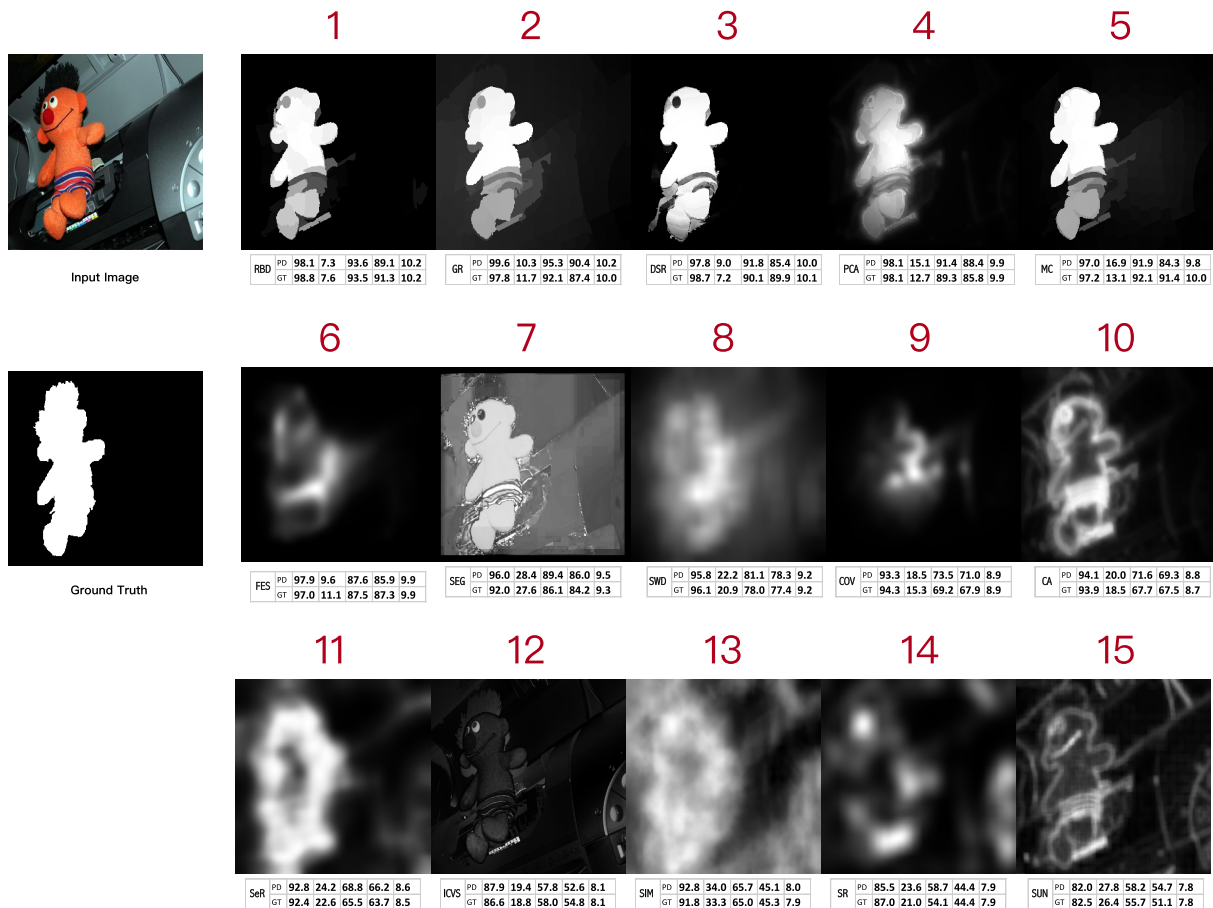 1 2 3 4 5
RBD PD 98.1 7.3 93.6 89.1 10.2
GT 98.8 7.6 93.5 91.3 10.2
GR PD 99.6 10.3 95.3 90.4 10.2
GT 97.8 11.7 92.1 87.4 10.0
DSR PD 97.8 9.0 91.8 85.4 10.0
GT 98.7 7.2 90.1 89.9 10.1
PCA PD 98.1 15.1 91.4 88.4 9.9
GT 98.1 12.7 89.3 85.8 9.9
MC PD 97.0 16.9 91.9 84.3 9.8
GT 97.2 13.1 92.1 91.4 10.0
Input Image
6 7 8 9 10
FES PD 97.9 9.6 87.6 85.9 9.9
GT 97.0 11.1 87.5 87.3 9.9
SEG PD 96.0 28.4 89.4 86.0 9.5
GT 92.0 27.6 86.1 84.2 9.3
SWD PD 95.8 22.2 81.1 78.3 9.2
GT 96.1 20.9 78.0 77.4 9.2
COV PD 93.3 18.5 73.5 71.0 8.9
GT 94.3 15.3 69.2 67.9 8.9
CA PD 94.1 20.0 71.6 69.3 8.8
GT 93.9 18.5 67.7 67.5 8.7
Ground Truth
11 12 13 14 15
SeR PD 92.8 24.2 68.8 66.2 8.6
GT 92.4 22.6 65.5 63.7 8.5
ICVS PD 87.9 19.4 57.8 52.6 8.1
GT 86.6 18.8 58.0 54.8 8.1
SIM PD 92.8 34.0 65.7 45.1 8.0
GT 91.8 33.3 65.0 45.3 7.9
SR PD 85.5 23.6 58.7 44.4 7.9
GT 87.0 21.0 54.1 44.4 7.9
SUN PD 82.0 27.8 58.2 54.7 7.8
GT 82.5 26.4 55.7 51.1 7.8